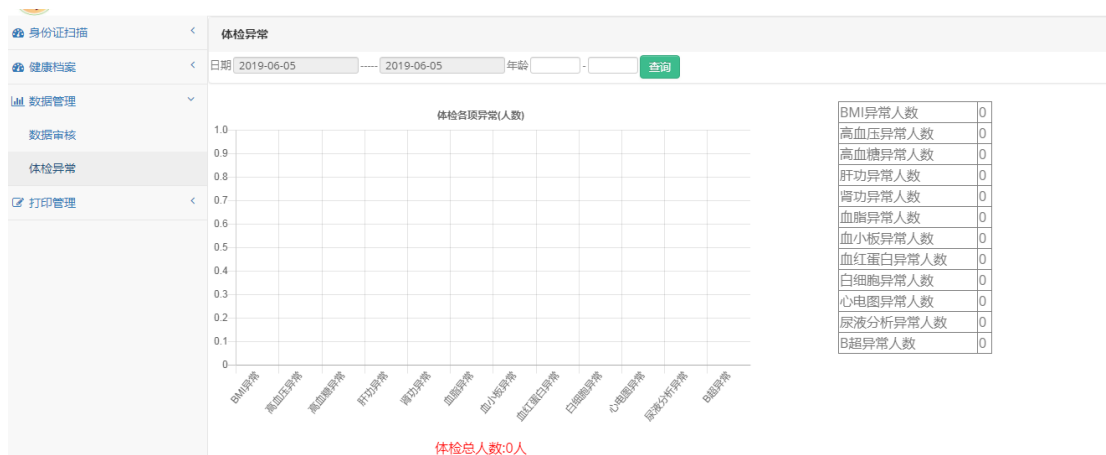 身份证扫描
健康档案
数据管理
数据审核
体检异常
打印管理
体检异常
日期 2019-06-05 ----- 2019-06-05 年龄 - 查询
体检各项异常(人数)
1.0
0.9
0.8
0.7
0.6
0.5
0.4
0.3
0.2
0.1
0
BMI异常 高血压异常 高血糖异常 肝功异常 肾功异常 血脂异常 血小板异常 血红蛋白异常 白细胞异常 心电图异常 尿液分析异常 B超异常
体检总人数:0人
BMI异常人数 0
高血压异常人数 0
高血糖异常人数 0
肝功异常人数 0
肾功异常人数 0
血脂异常人数 0
血小板异常人数 0
血红蛋白异常人数 0
白细胞异常人数 0
心电图异常人数 0
尿液分析异常人数 0
B超异常人数 0